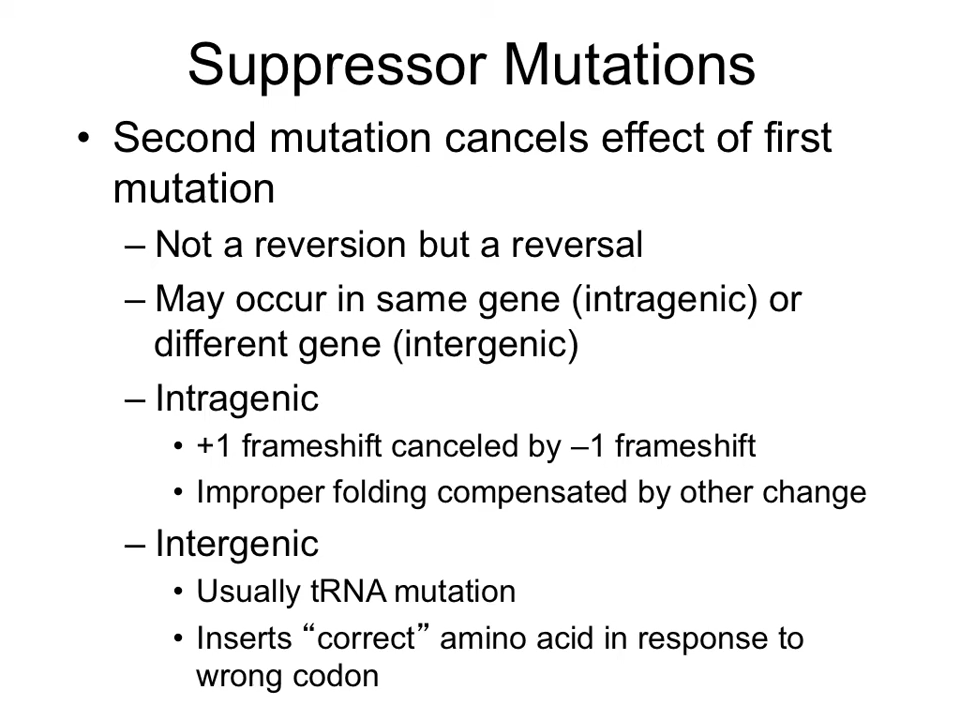 Suppressor Mutations
• Second mutation cancels effect of first
mutation
– Not a reversion but a reversal
– May occur in same gene (intragenic) or
different gene (intergenic)
– Intragenic
• +1 frameshift canceled by –1 frameshift
• Improper folding compensated by other change
– Intergenic
• Usually tRNA mutation
• Inserts “correct” amino acid in response to
wrong codon